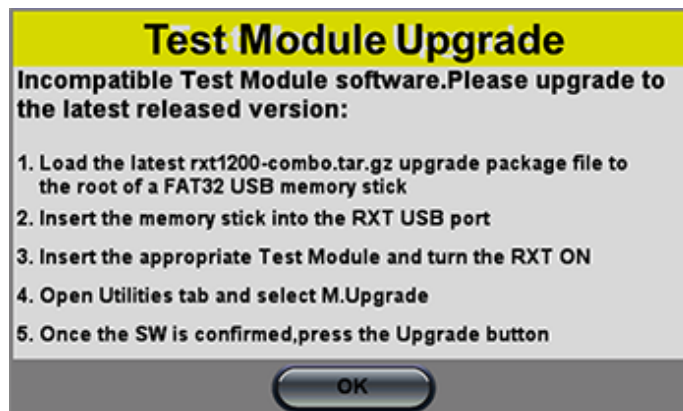 Test Module Upgrade
Incompatible Test Module software.Please upgrade to
the latest released version:
1. Load the latest rxt1200-combo.tar.gz upgrade package file to
the root of a FAT32 USB memory stick
2. Insert the memory stick into the RXT USB port
3. Insert the appropriate Test Module and turn the RXT ON
4. Open Utilities tab and select M.Upgrade
5. Once the SW is confirmed,press the Upgrade button
OK